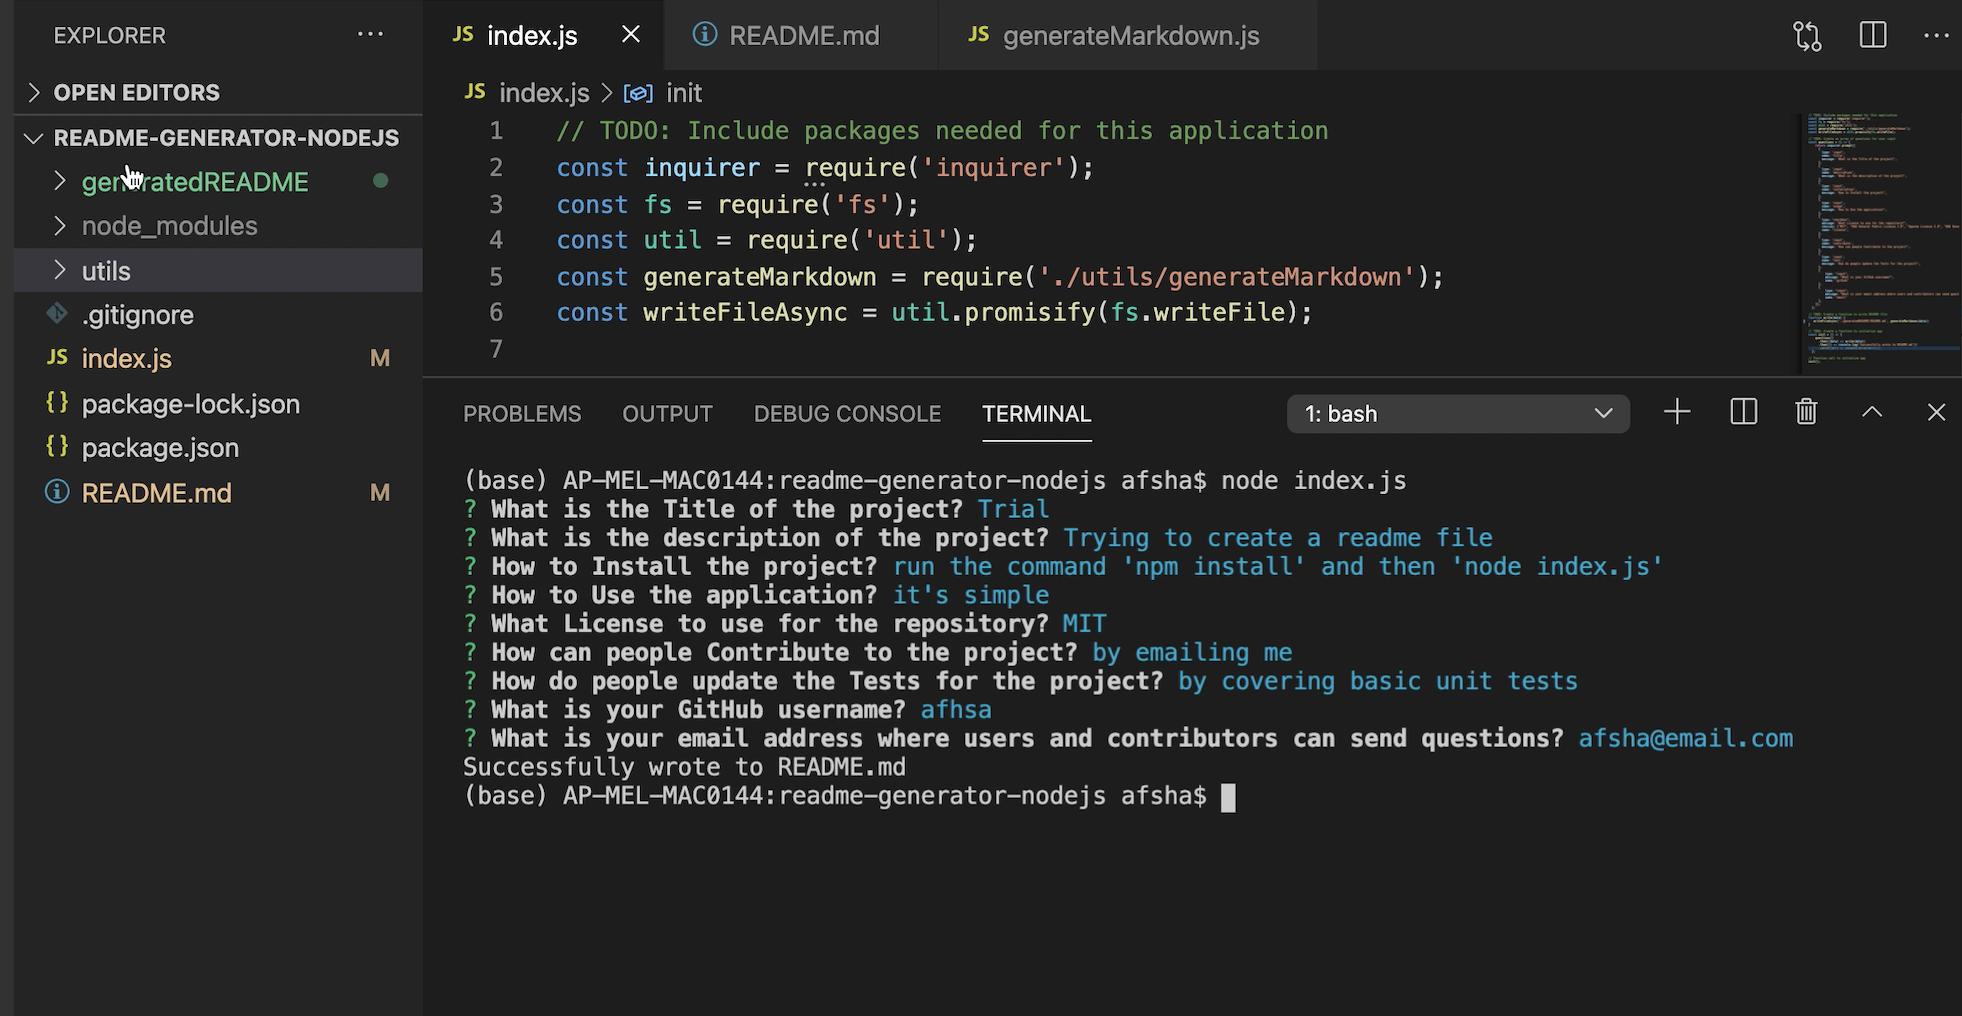 EXPLORER
OPEN EDITORS
README-GENERATOR-NODEJS
generatedREADME
node_modules
utils
.gitignore
JS index.js M
{} package-lock.json
{} package.json
README.md M
JS index.js
README.md
JS generateMarkdown.js
JS index.js > init
1 // TODO: Include packages needed for this application
2 const inquirer = require('inquirer');
3 const fs = require('fs');
4 const util = require('util');
5 const generateMarkdown = require('./utils/generateMarkdown');
6 const writeFileAsync = util.promisify(fs.writeFile);
7
PROBLEMS OUTPUT DEBUG CONSOLE TERMINAL 1: bash
(base) AP-MEL-MAC0144:readme-generator-nodejs afsha$ node index.js
? What is the Title of the project? Trial
? What is the description of the project? Trying to create a readme file
? How to Install the project? run the command 'npm install' and then 'node index.js'
? How to Use the application? it's simple
? What License to use for the repository? MIT
? How can people Contribute to the project? by emailing me
? How do people update the Tests for the project? by covering basic unit tests
? What is your GitHub username? afhsa
? What is your email address where users and contributors can send questions? afsha@email.com
Successfully wrote to README.md
(base) AP-MEL-MAC0144:readme-generator-nodejs afsha$